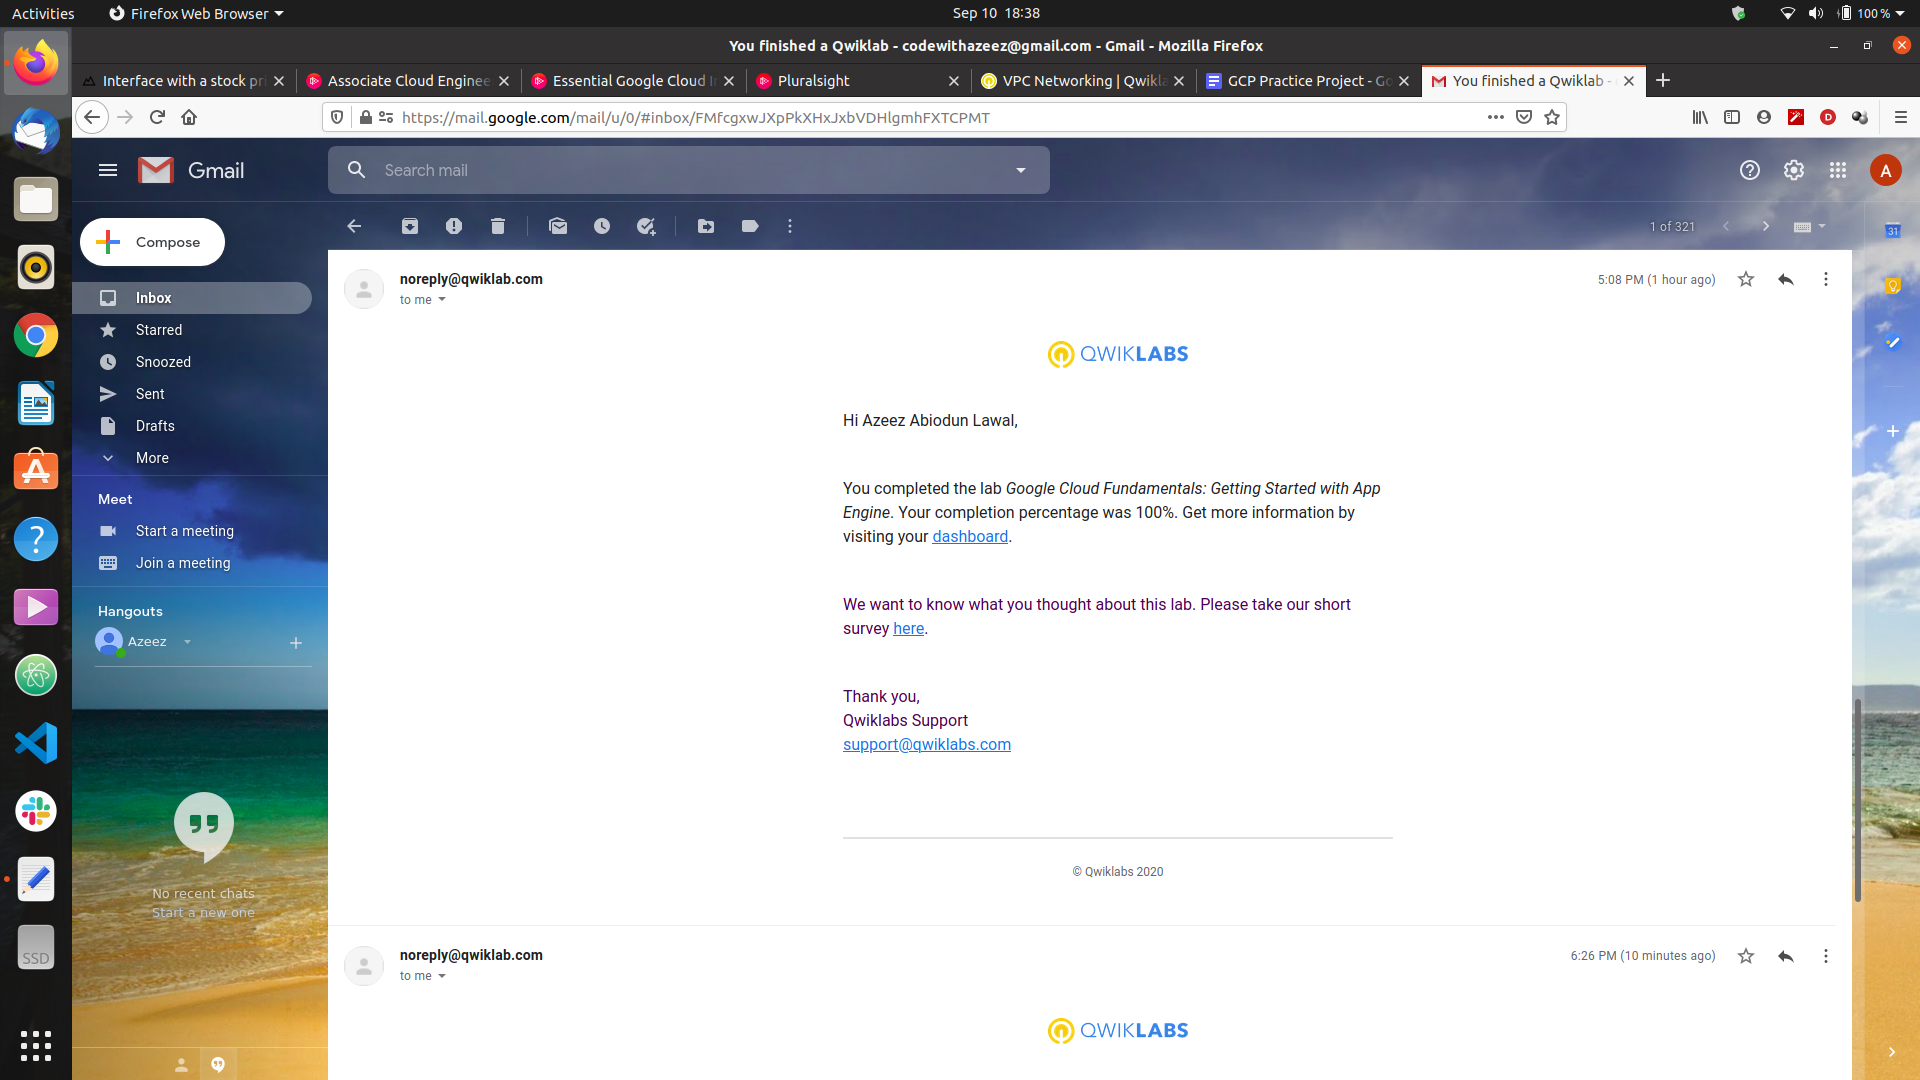 Activities
Firefox Web Browser
Sep 10 18:38
100 %
You finished a Qwiklab - codewithazeez@gmail.com - Gmail - Mozilla Firefox
Interface with a stock pri
Associate Cloud Enginee
Essential Google Cloud I
Pluralsight
VPC Networking | Qwikla
GCP Practice Project - Go
You finished a Qwiklab -
https://mail.google.com/mail/u/0/#inbox/FMfcgxwJXpPkXHxJxbVDHlgmhFXTCPMT
Gmail
Search mail
A
Compose
1 of 321
31
Inbox
Starred
Snoozed
Sent
Drafts
More
Meet
Start a meeting
Join a meeting
Hangouts
Azeez
No recent chats
Start a new one
SSD
noreply@qwiklab.com
5:08 PM (1 hour ago)
to me
QWIKLABS
Hi Azeez Abiodun Lawal,
You completed the lab Google Cloud Fundamentals: Getting Started with App
Engine. Your completion percentage was 100%. Get more information by
visiting your dashboard.
We want to know what you thought about this lab. Please take our short
survey here.
Thank you,
Qwiklabs Support
support@qwiklabs.com
© Qwiklabs 2020
noreply@qwiklab.com
6:26 PM (10 minutes ago)
to me
QWIKLABS